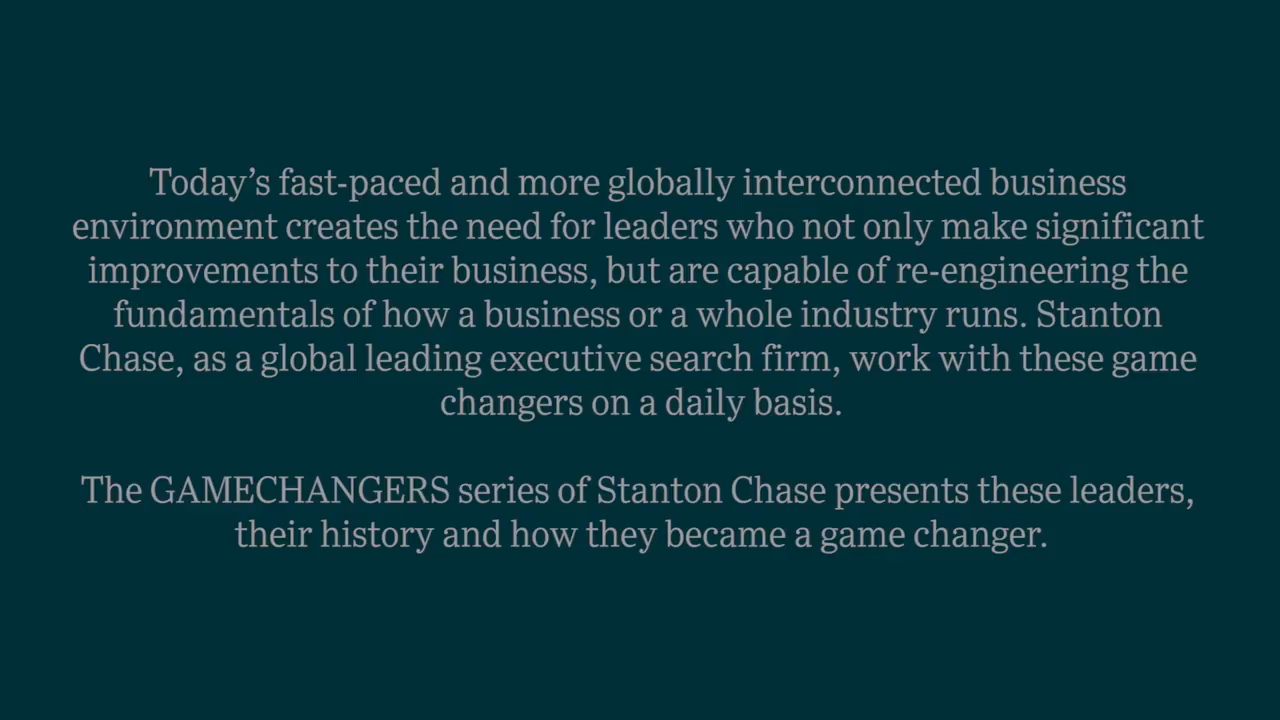 Today’s fast-paced and more globally interconnected business
environment creates the need for leaders who not only make significant
improvements to their business, but are capable of re-engineering the
fundamentals of how a business or a whole industry runs. Stanton
Chase, as a global leading executive search firm, work with these game
changers on a daily basis.
The GAMECHANGERS series of Stanton Chase presents these leaders,
their history and how they became a game changer.